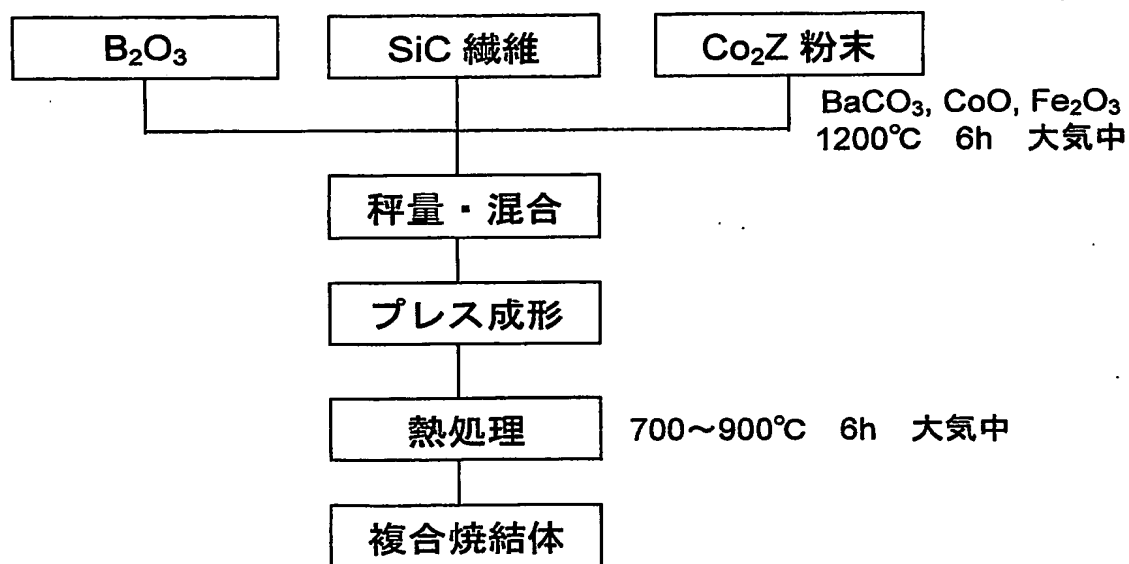 B₂O₃
SiC 繊維
Co₂Z 粉末
BaCO₃, CoO, Fe₂O₃
1200℃ 6h 大気中
秤量・混合
プレス成形
熱処理
700～900℃ 6h 大気中
複合焼結体